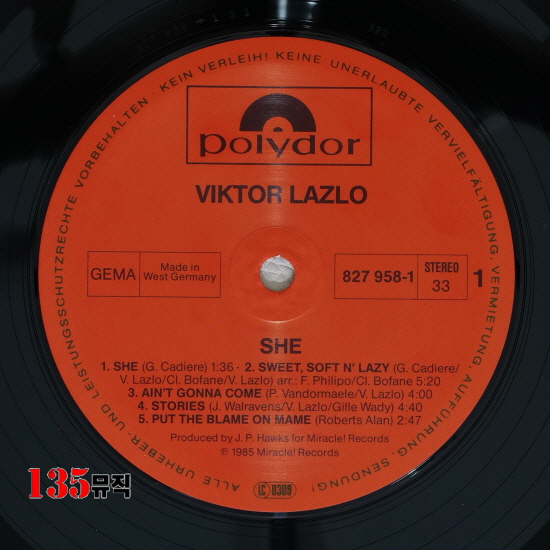 ALLE URHEBER- UND LEISTUNGSSCHUTZRECHTE VORBEHALTEN. KEIN VERLEIH! KEINE UNERLAUBTE VERVIELFÄLTIGUNG, VERMIETUNG, AUFFÜHRUNG, SENDUNG!
polydor
VIKTOR LAZLO
GEMA
Made in
West Germany
827 958-1
STEREO
33
1
SHE
1. SHE (G. Cadiere) 1:36 · 2. SWEET, SOFT N' LAZY (G. Cadiere/
V. Lazlo/Cl. Bofane/V. Lazlo) arr.: F. Philipo/Cl. Bofane 5:20
3. AIN'T GONNA COME (P. Vandormaele/V. Lazlo) 4:00
4. STORIES (J. Walravens/V. Lazlo/Gille Wady) 4:40
5. PUT THE BLAME ON MAME (Roberts Alan) 2:47
Produced by J. P. Hawks for Miracle! Records
℗ 1985 Miracle! Records
LC 0309
135뮤직